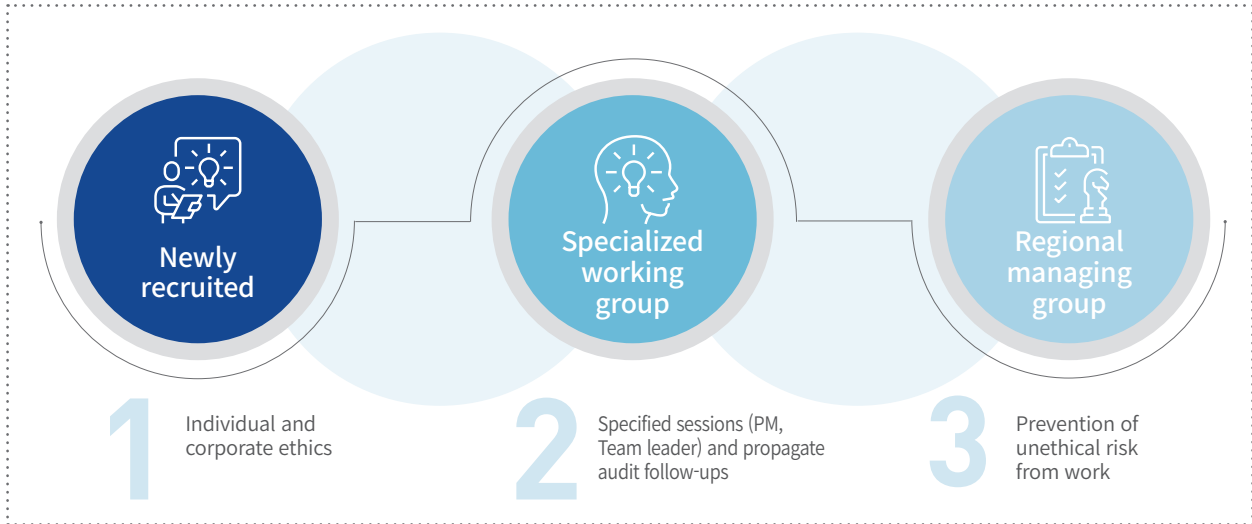 Newly
recruited
Specialized
working
group
Regional
managing
group
1
Individual and
corporate ethics
2
Specified sessions (PM,
Team leader) and propagate
audit follow-ups
3
Prevention of
unethical risk
from work